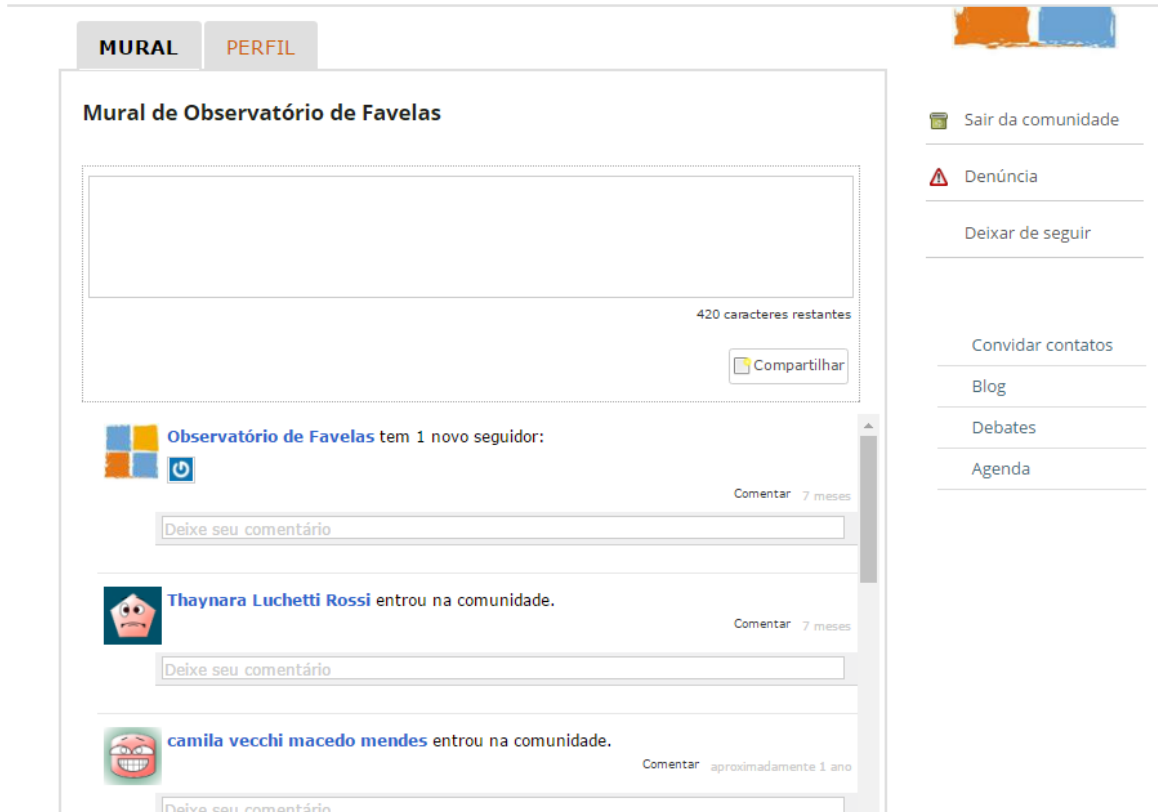 MURAL PERFIL
Mural de Observatório de Favelas
420 caracteres restantes
Compartilhar
Observatório de Favelas tem 1 novo seguidor:
Comentar 7 meses
Deixe seu comentário
Thaynara Luchetti Rossi entrou na comunidade.
Comentar 7 meses
Deixe seu comentário
camila vecchi macedo mendes entrou na comunidade.
Comentar aproximadamente 1 ano
Deixe seu comentário
Sair da comunidade
Denúncia
Deixar de seguir
Convidar contatos
Blog
Debates
Agenda